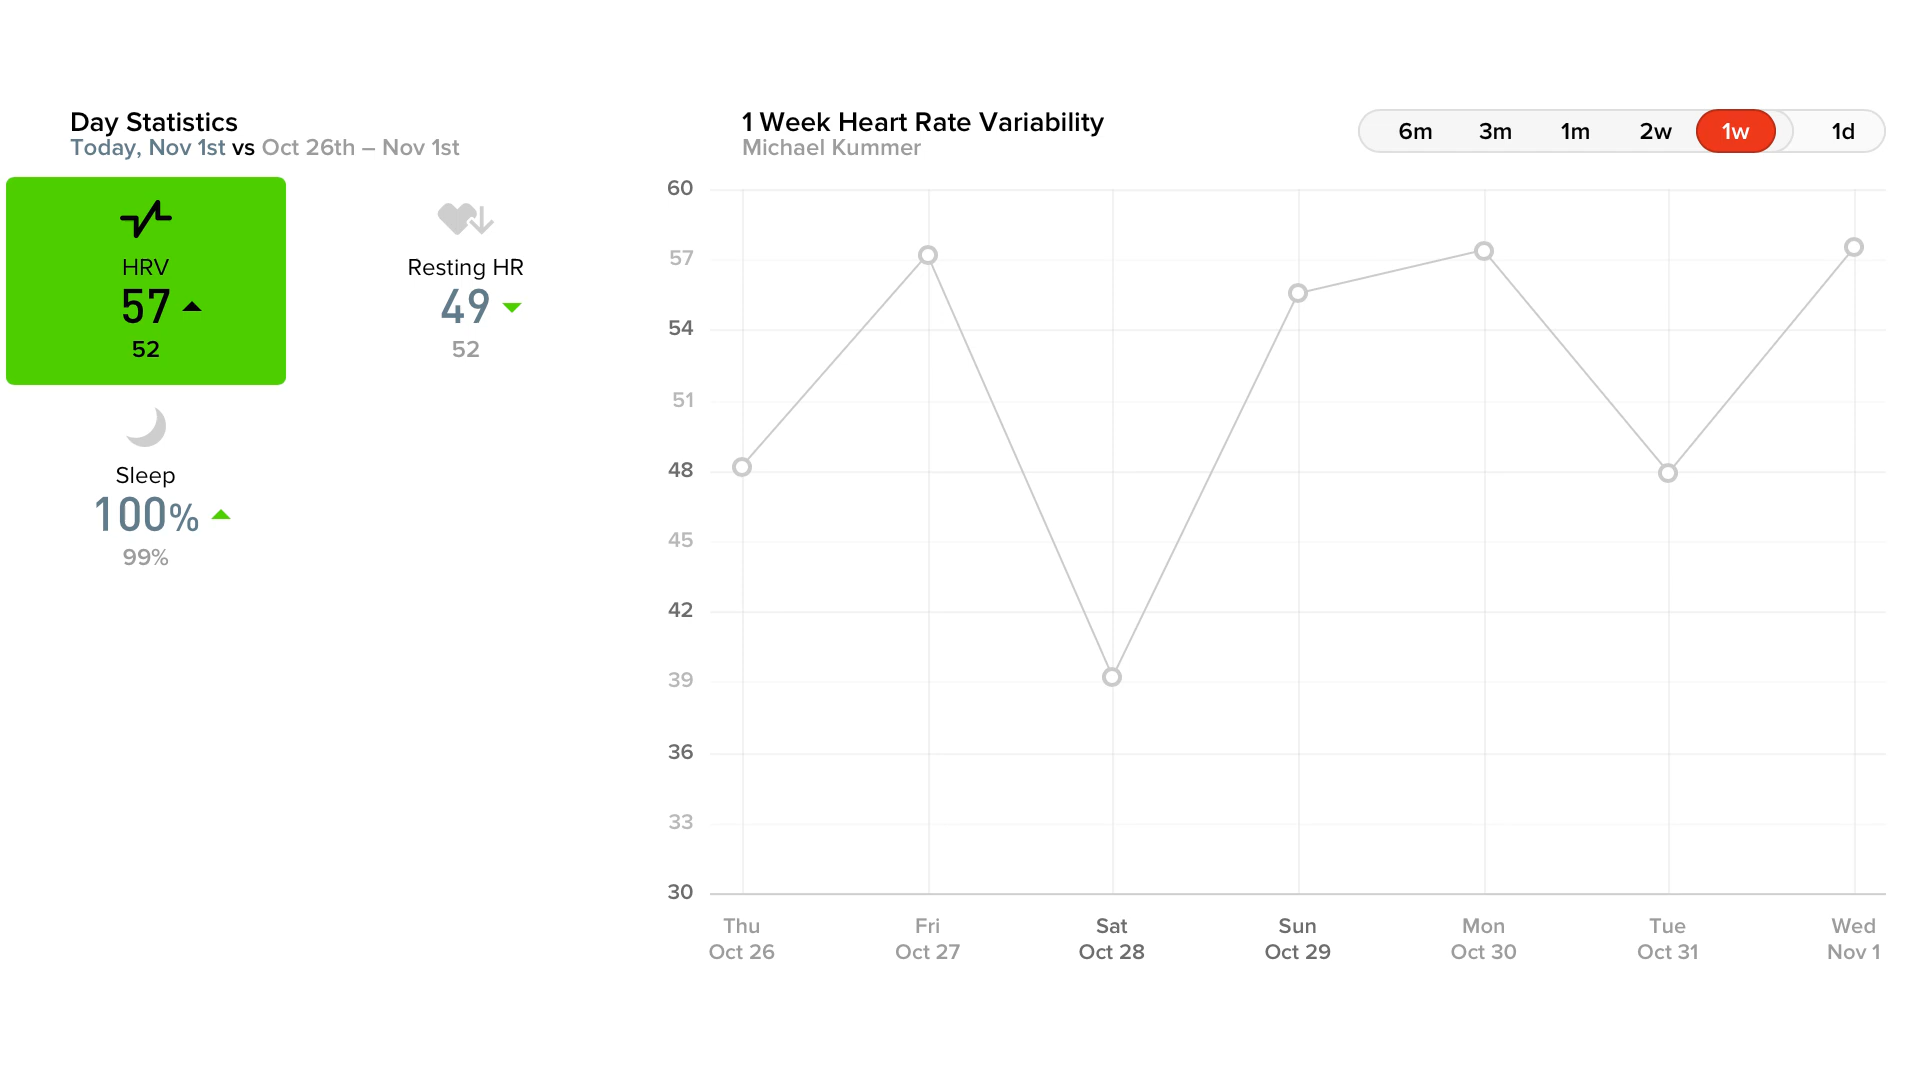 Day Statistics
Today, Nov 1st vs Oct 26th – Nov 1st
HRV
57
52
Resting HR
49
52
Sleep
100%
99%
1 Week Heart Rate Variability
Michael Kummer
6m 3m 1m 2w 1w 1d
60
57
54
51
48
45
42
39
36
33
30
Thu Fri Sat Sun Mon Tue Wed
Oct 26 Oct 27 Oct 28 Oct 29 Oct 30 Oct 31 Nov 1